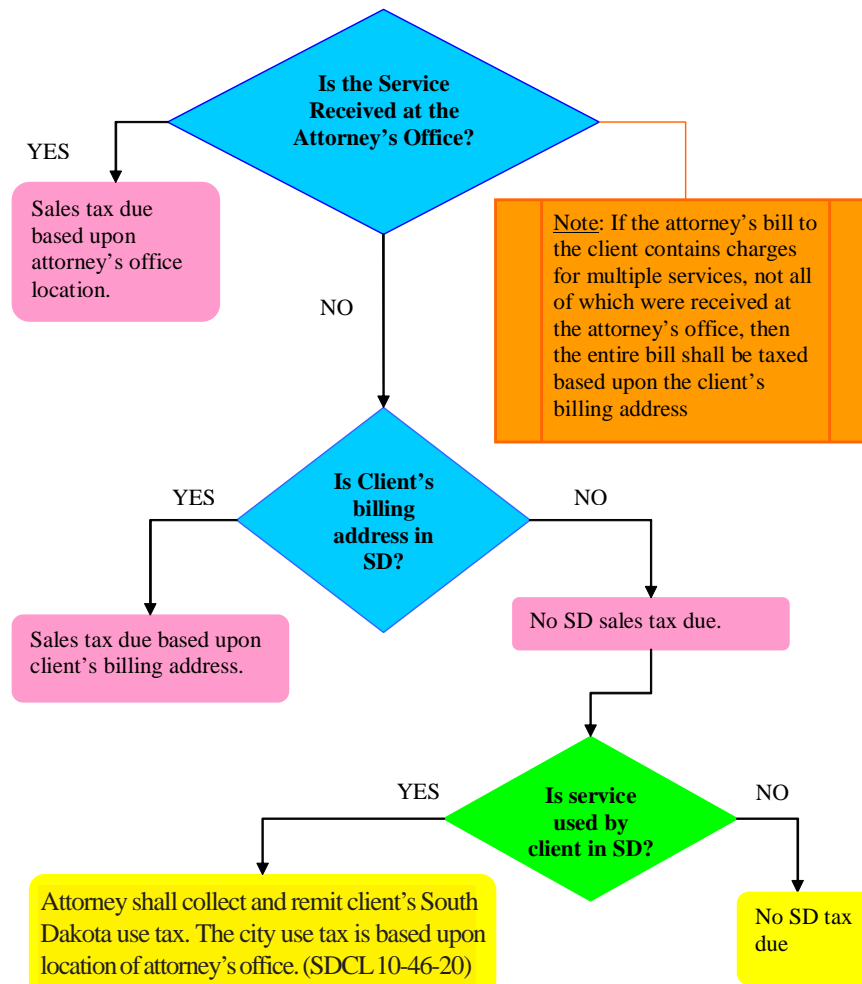 Is the Service
Received at the
Attorney's Office?
YES
Sales tax due
based upon
attorney's office
location.
Note: If the attorney's bill to
the client contains charges
for multiple services, not all
of which were received at
the attorney's office, then
the entire bill shall be taxed
based upon the client's
billing address
NO
Is Client's
billing
address in
SD?
YES
NO
Sales tax due based upon
client's billing address.
No SD sales tax due.
Is service
used by
client in SD?
YES
NO
Attorney shall collect and remit client's South
Dakota use tax. The city use tax is based upon
location of attorney's office. (SDCL 10-46-20)
No SD tax
due